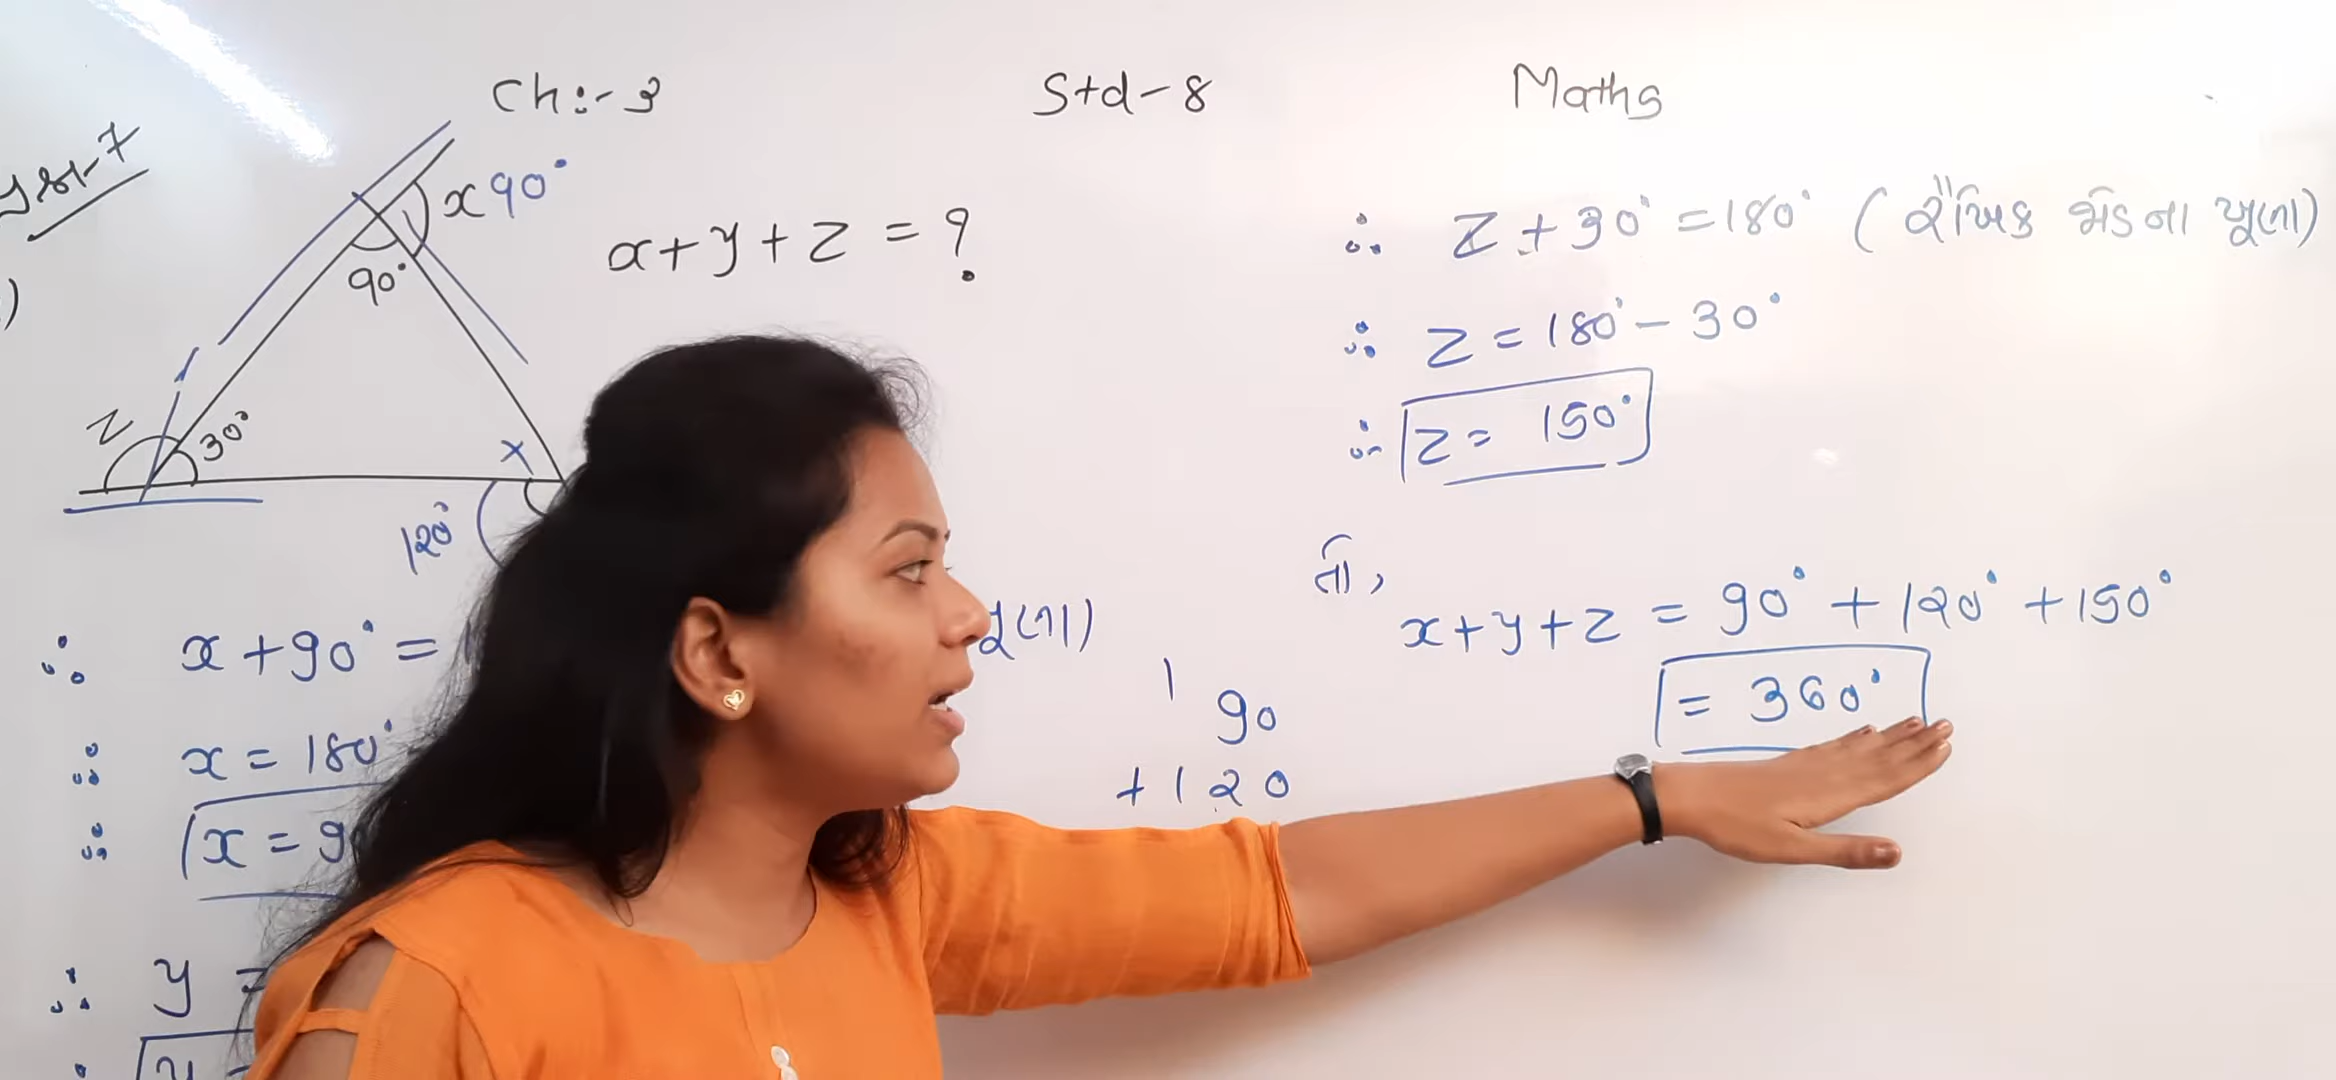 Ch :- 3
Std - 8
Maths
પ્રશ્ન-7
x 90°
90°
x + y + z = ?
z
30°
x
120°
∴ x + 90° =
∴ x = 180°
∴ x = 9
∴ y =
90
+ 120
∴ z + 30° = 180° (રૈખિક જોડના ખૂણા)
∴ z = 180° - 30°
∴ z = 150°
તો,
x + y + z = 90° + 120° + 150°
= 360°